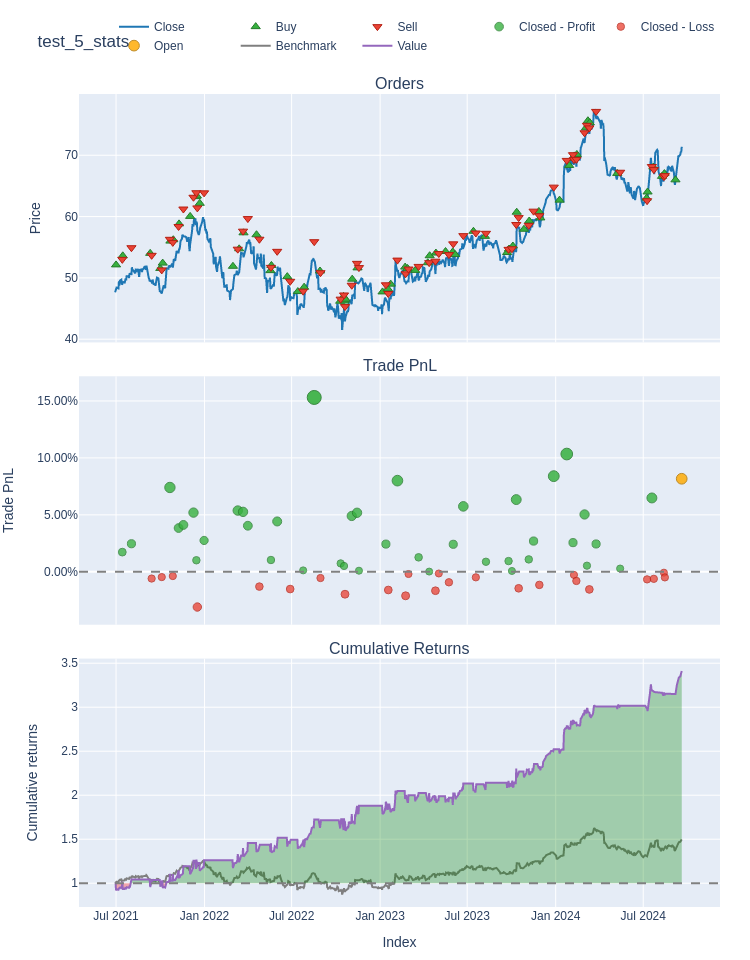 test_5_stats
Close
Buy
Sell
Closed - Profit
Closed - Loss
Open
Benchmark
Value
Orders
Price
70
60
50
40
Trade PnL
Trade PnL
15.00%
10.00%
5.00%
0.00%
Cumulative Returns
Cumulative returns
3.5
3
2.5
2
1.5
1
Jul 2021
Jan 2022
Jul 2022
Jan 2023
Jul 2023
Jan 2024
Jul 2024
Index